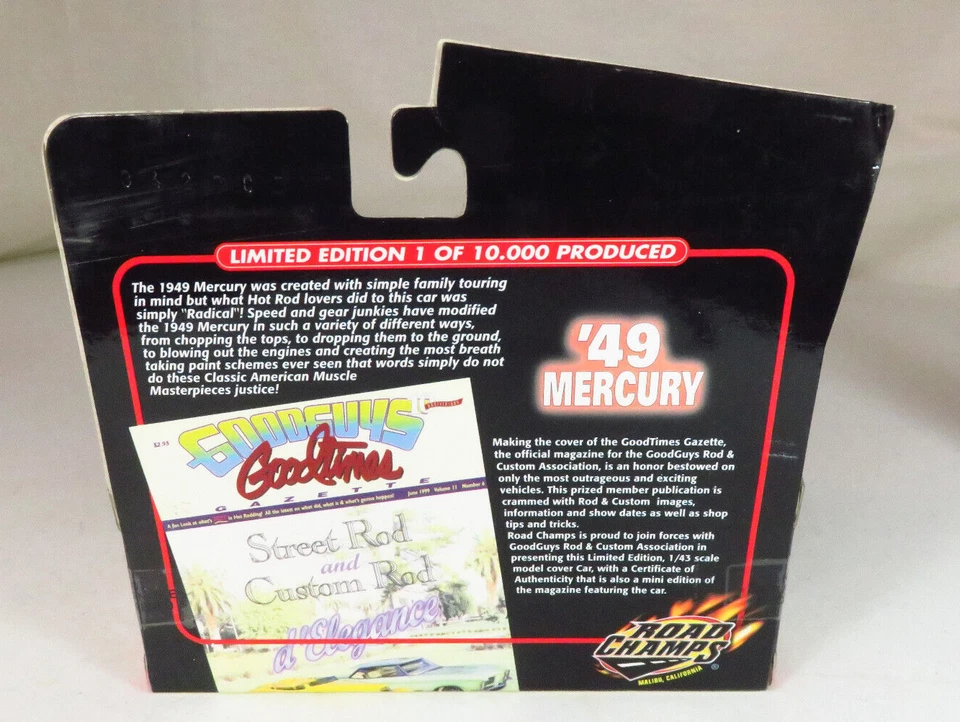 LIMITED EDITION 1 OF 10.000 PRODUCED
The 1949 Mercury was created with simple family touring
in mind but what Hot Rod lovers did to this car was
simply "Radical"! Speed and gear junkies have modified
the 1949 Mercury in such a variety of different ways,
from chopping the tops, to dropping them to the ground,
to blowing out the engines and creating the most breath
taking paint schemes ever seen that words simply do not
do these Classic American Muscle
Masterpieces justice!
'49
MERCURY
$2.95
GOODGUYS
GoodTimes
GAZETTE
June 1999 Volume 11 Number 6
Street Rod
and
Custom Rod
d'Elegance
Making the cover of the GoodTimes Gazette,
the official magazine for the GoodGuys Rod &
Custom Association, is an honor bestowed on
only the most outrageous and exciting
vehicles. This prized member publication is
crammed with Rod & Custom images,
information and show dates as well as shop
tips and tricks.
Road Champs is proud to join forces with
GoodGuys Rod & Custom Association in
presenting this Limited Edition, 1/43 scale
model cover Car, with a Certificate of
Authenticity that is also a mini edition of
the magazine featuring the car.
ROAD
CHAMPS®
MALIBU, CALIFORNIA